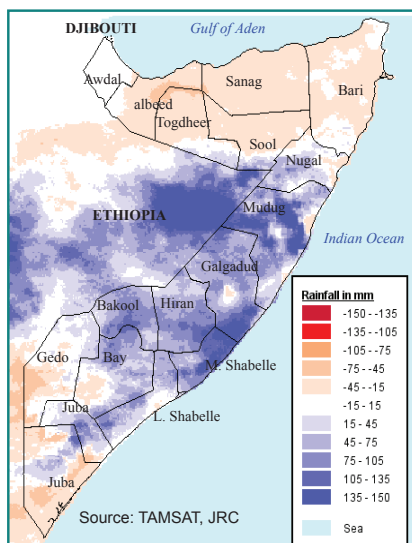 DJIBOUTI
Gulf of Aden
Awdal
Sanag
Bari
albeed
Togdheer
Sool
Nugal
ETHIOPIA
Mudug
Indian Ocean
Galgadud
Bakool
Hiran
Gedo
Bay
M. Shabelle
Juba
L. Shabelle
Juba
Source: TAMSAT, JRC
Rainfall in mm
-150 --135
-135 --105
-105 --75
-75 --45
-45 --15
-15 - 15
15 - 45
45 - 75
75 - 105
105 - 135
135 - 150
Sea